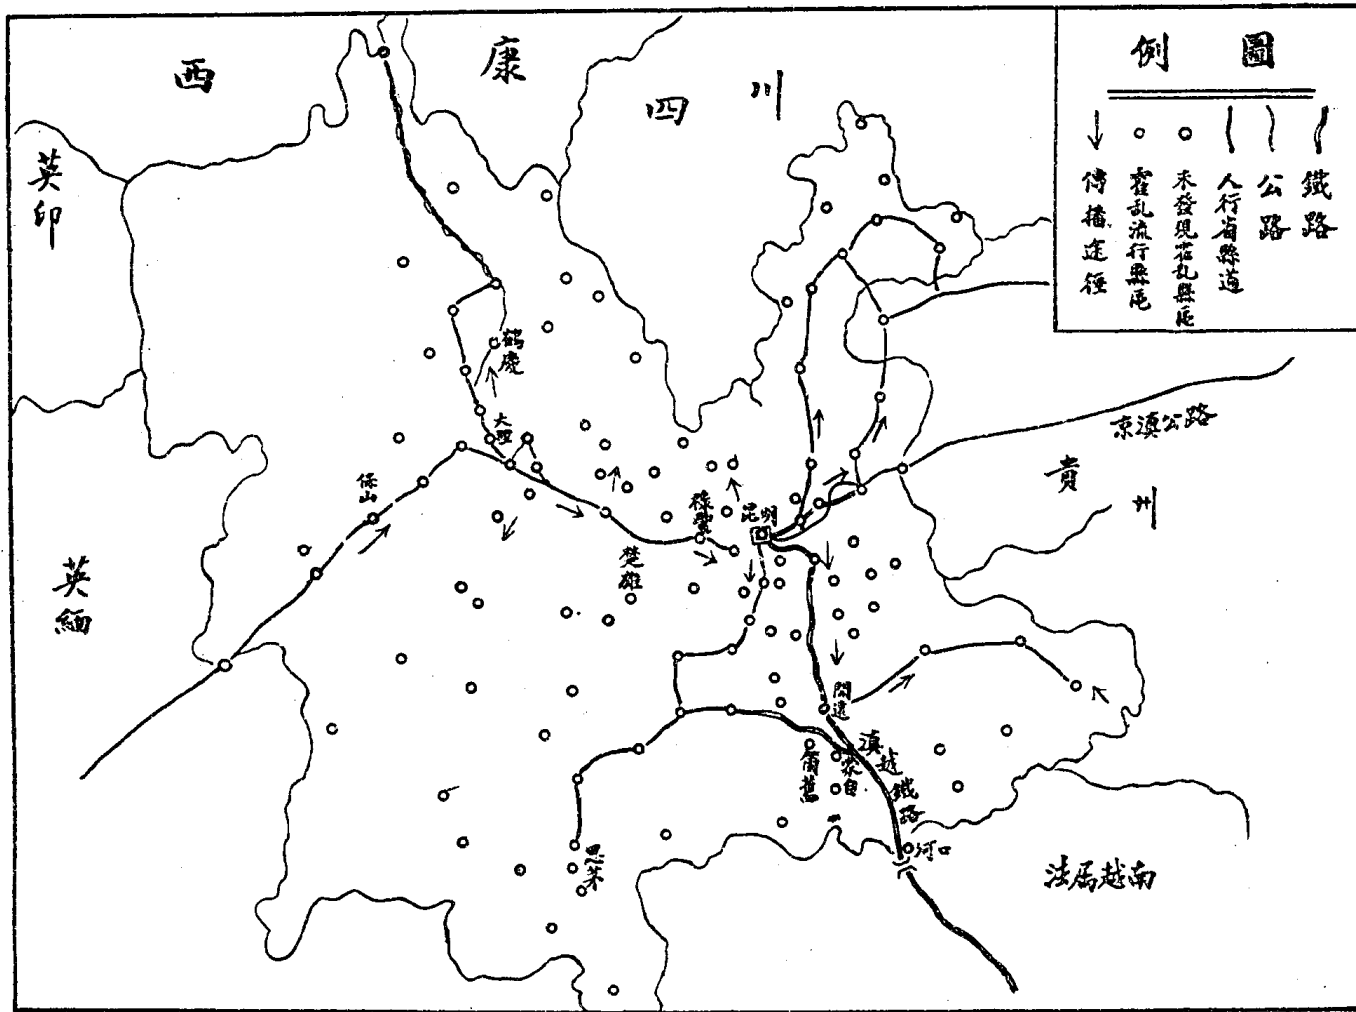 圖例
鐵路
公路
人行省縣道
未發現霍乱縣區
霍乱流行縣區
傳播途徑
西
康
四川
英印
英緬
鶴慶
大理
保山
楚雄
祿豐
昆明
京滇公路
貴州
開遠
滇越鐵路
蒙自
箇舊
思茅
河口
法屬越南